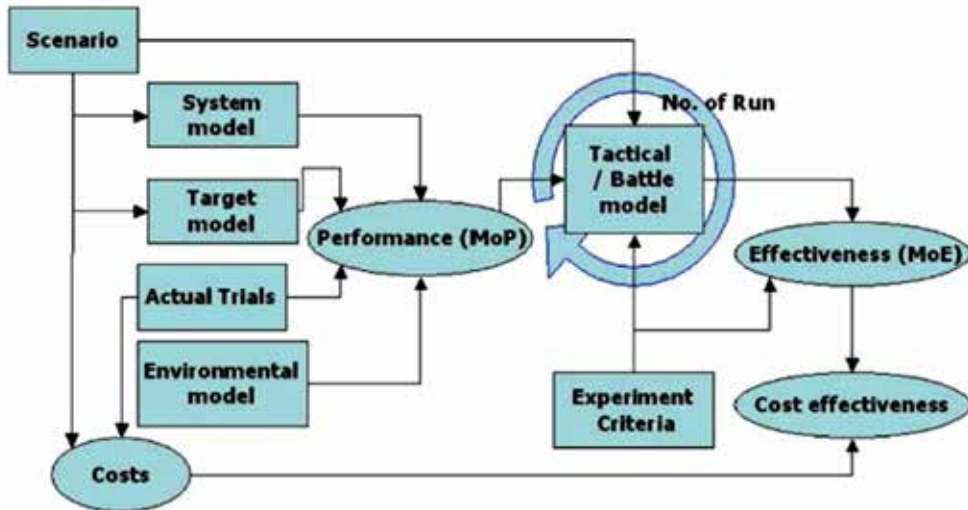 Scenario
No. of Run
System
model
Tactical
/ Battle
model
Target
model
Performance (MoP)
Effectiveness (MoE)
Actual Trials
Environmental
model
Experiment
Criteria
Cost effectiveness
Costs